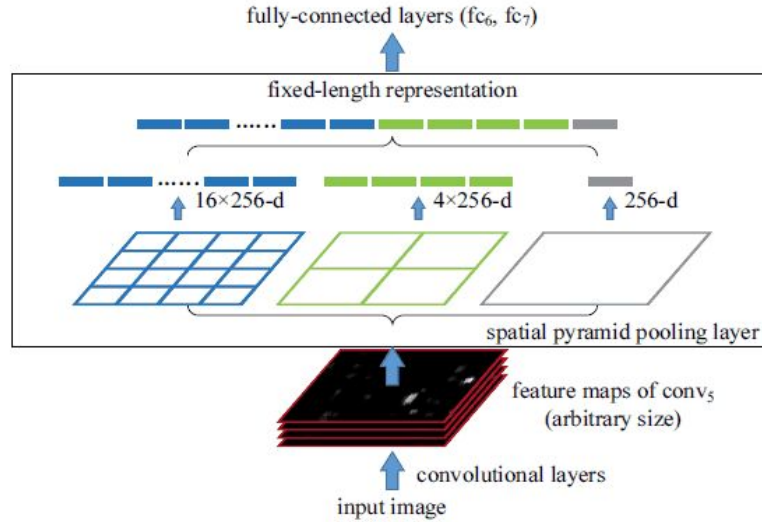 fully-connected layers (fc₆, fc₇)
fixed-length representation
......
......
16×256-d
4×256-d
256-d
spatial pyramid pooling layer
feature maps of conv₅
(arbitrary size)
convolutional layers
input image